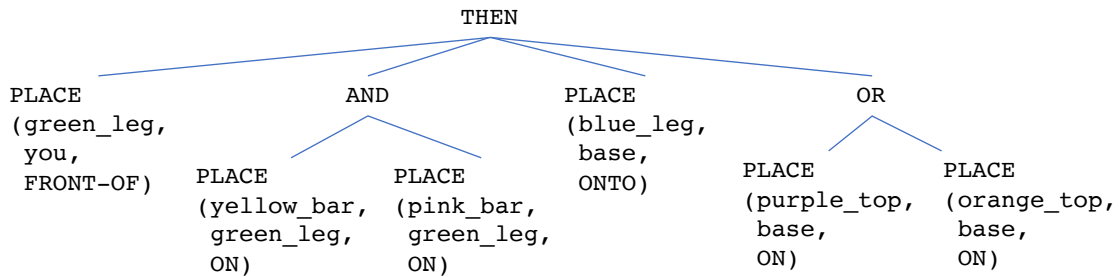 THEN
PLACE
(green_leg,
you,
FRONT-OF)
AND
PLACE
(yellow_bar,
green_leg,
ON)
PLACE
(pink_bar,
green_leg,
ON)
PLACE
(blue_leg,
base,
ONTO)
OR
PLACE
(purple_top,
base,
ON)
PLACE
(orange_top,
base,
ON)